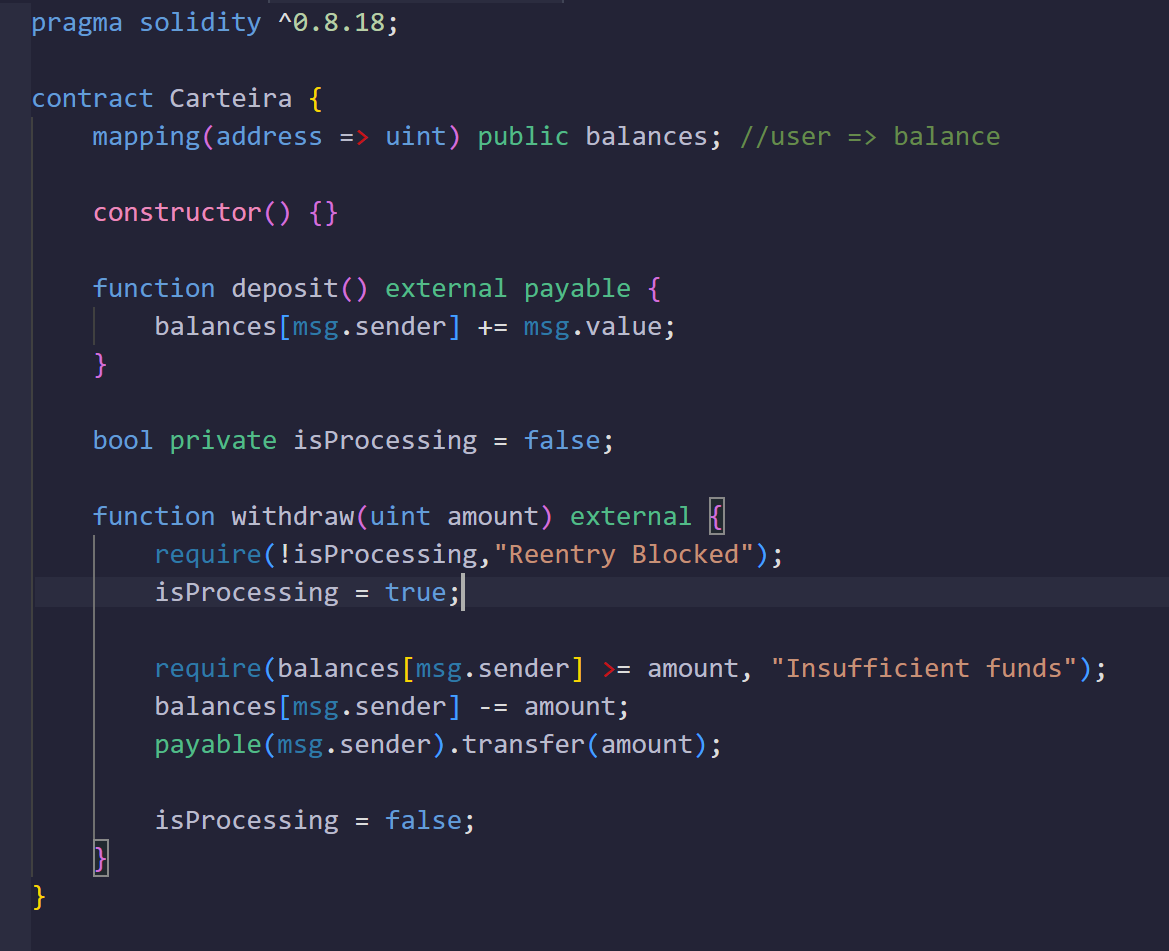 pragma solidity ^0.8.18;
contract Carteira {
mapping(address => uint) public balances; //user => balance
constructor() {}
function deposit() external payable {
balances[msg.sender] += msg.value;
}
bool private isProcessing = false;
function withdraw(uint amount) external {
require(!isProcessing,"Reentry Blocked");
isProcessing = true;
require(balances[msg.sender] >= amount, "Insufficient funds");
balances[msg.sender] -= amount;
payable(msg.sender).transfer(amount);
isProcessing = false;
}
}